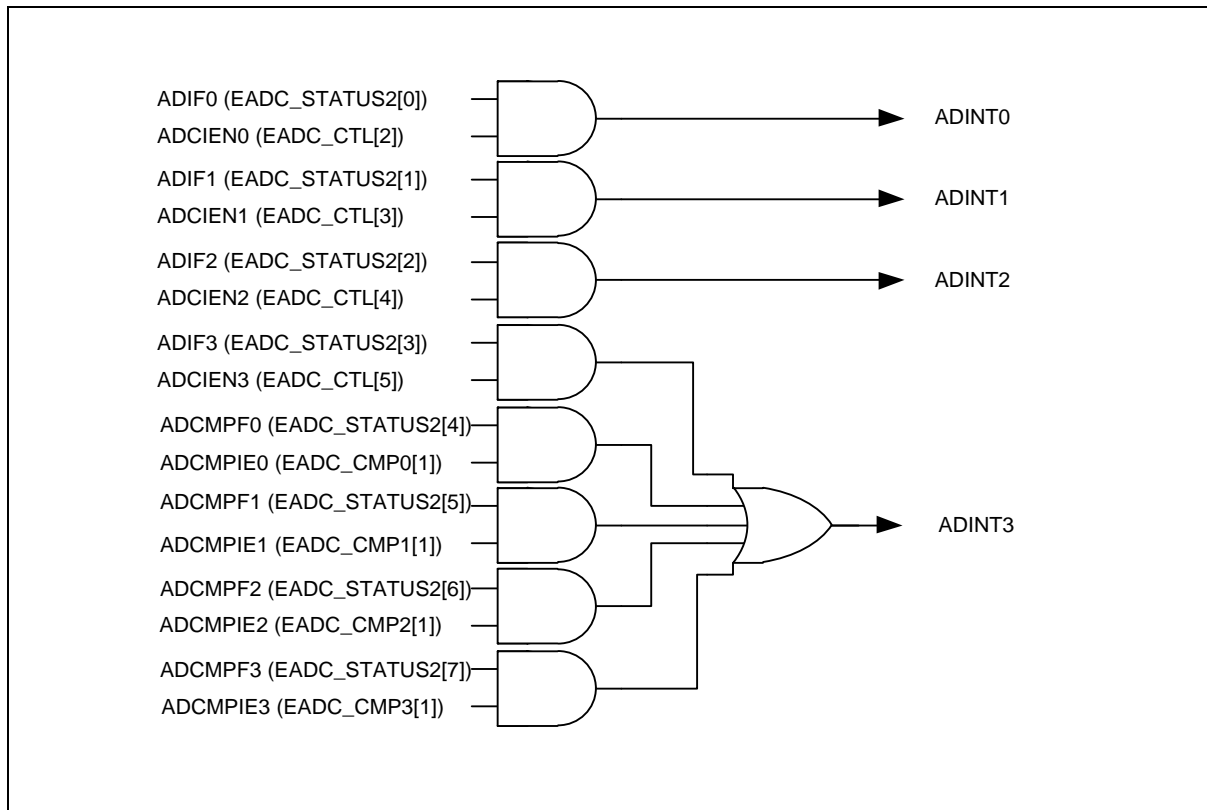 ADIF0 (EADC_STATUS2[0])
ADCIEN0 (EADC_CTL[2])
ADINT0
ADIF1 (EADC_STATUS2[1])
ADCIEN1 (EADC_CTL[3])
ADINT1
ADIF2 (EADC_STATUS2[2])
ADCIEN2 (EADC_CTL[4])
ADINT2
ADIF3 (EADC_STATUS2[3])
ADCIEN3 (EADC_CTL[5])
ADCMPF0 (EADC_STATUS2[4])
ADCMPIE0 (EADC_CMP0[1])
ADCMPF1 (EADC_STATUS2[5])
ADCMPIE1 (EADC_CMP1[1])
ADINT3
ADCMPF2 (EADC_STATUS2[6])
ADCMPIE2 (EADC_CMP2[1])
ADCMPF3 (EADC_STATUS2[7])
ADCMPIE3 (EADC_CMP3[1])